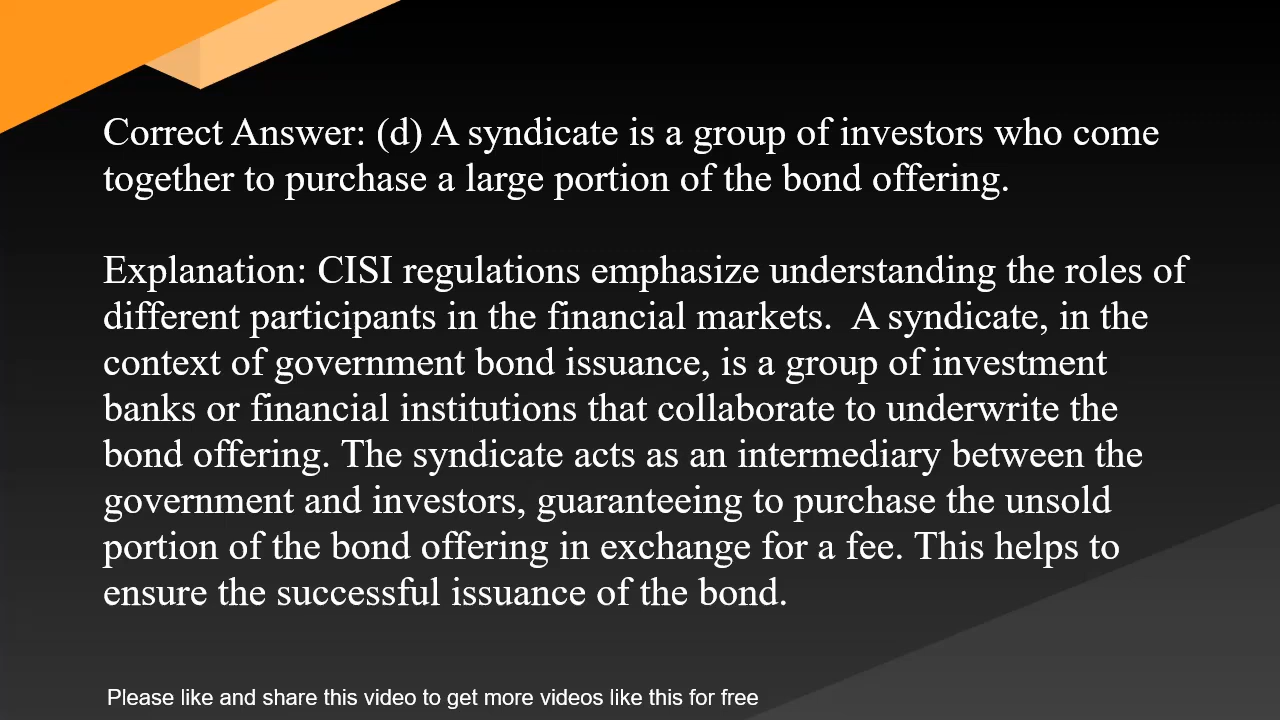 Correct Answer: (d) A syndicate is a group of investors who come
together to purchase a large portion of the bond offering.
Explanation: CISI regulations emphasize understanding the roles of
different participants in the financial markets.  A syndicate, in the
context of government bond issuance, is a group of investment
banks or financial institutions that collaborate to underwrite the
bond offering. The syndicate acts as an intermediary between the
government and investors, guaranteeing to purchase the unsold
portion of the bond offering in exchange for a fee. This helps to
ensure the successful issuance of the bond.
Please like and share this video to get more videos like this for free